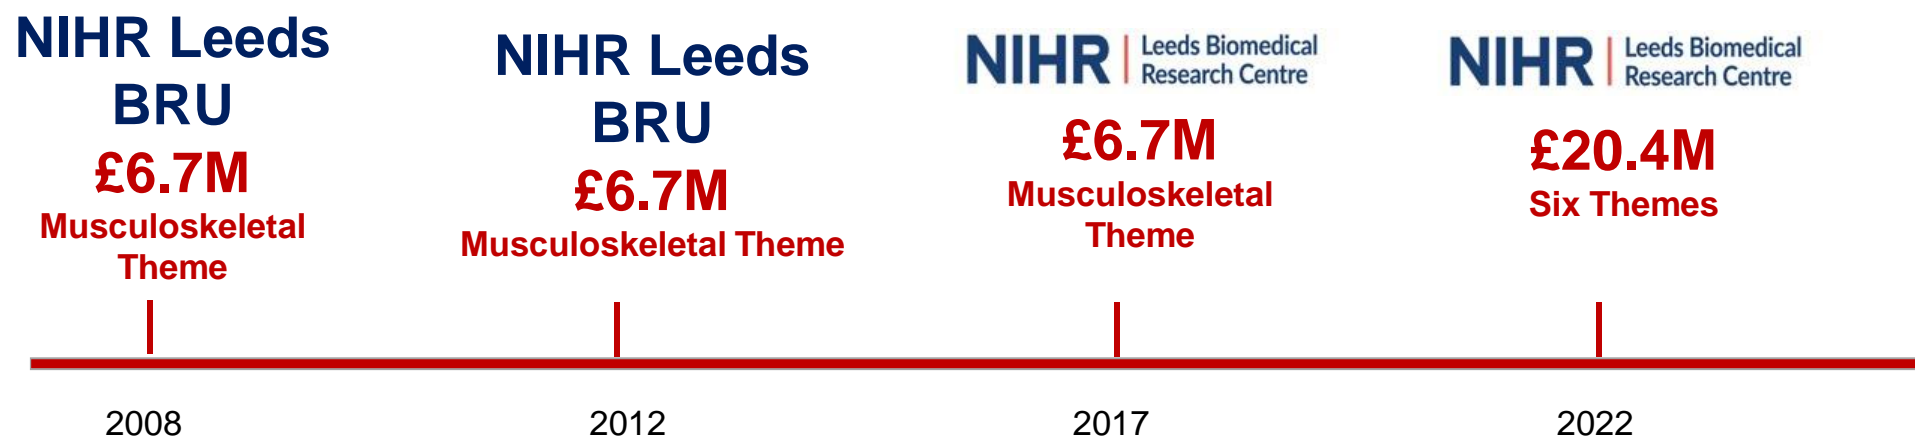 NIHR Leeds
BRU
£6.7M
Musculoskeletal
Theme
NIHR Leeds
BRU
£6.7M
Musculoskeletal Theme
NIHR | Leeds Biomedical
Research Centre
£6.7M
Musculoskeletal
Theme
NIHR | Leeds Biomedical
Research Centre
£20.4M
Six Themes
2008
2012
2017
2022